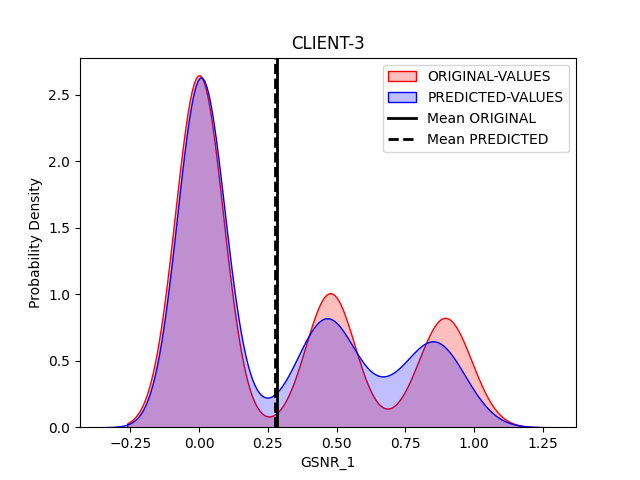 CLIENT-3
ORIGINAL-VALUES
PREDICTED-VALUES
Mean ORIGINAL
Mean PREDICTED
Probability Density
2.5
2.0
1.5
1.0
0.5
0.0
−0.25 0.00 0.25 0.50 0.75 1.00 1.25
GSNR_1